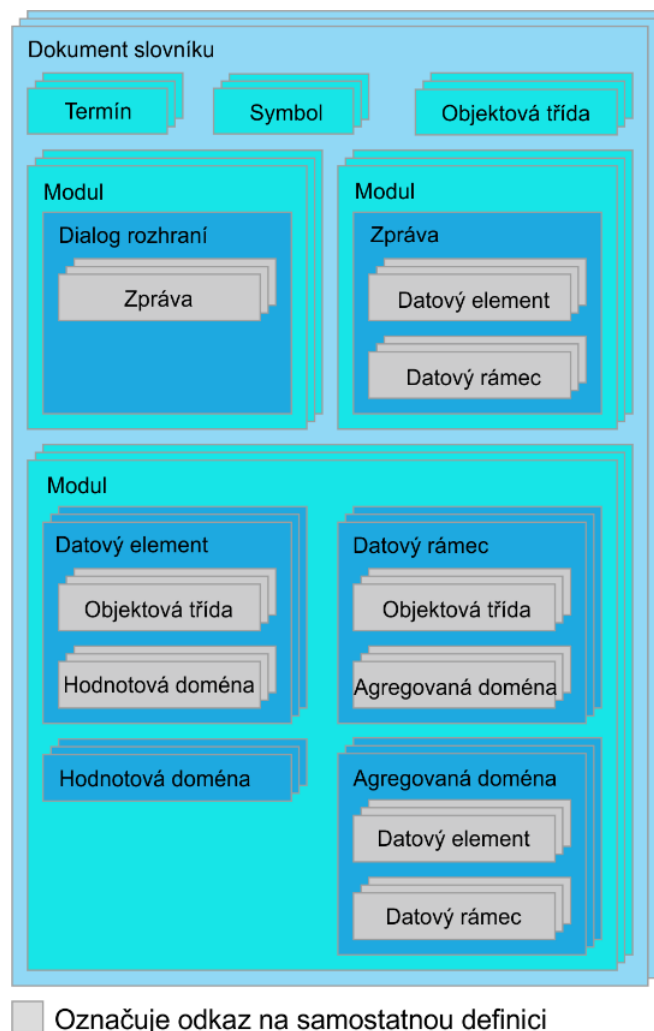 Dokument slovníku
Termín
Symbol
Objektová třída
Modul
Dialog rozhraní
Zpráva
Modul
Zpráva
Datový element
Datový rámec
Modul
Datový element
Objektová třída
Hodnotová doména
Hodnotová doména
Datový rámec
Objektová třída
Agregovaná doména
Agregovaná doména
Datový element
Datový rámec
Označuje odkaz na samostatnou definici